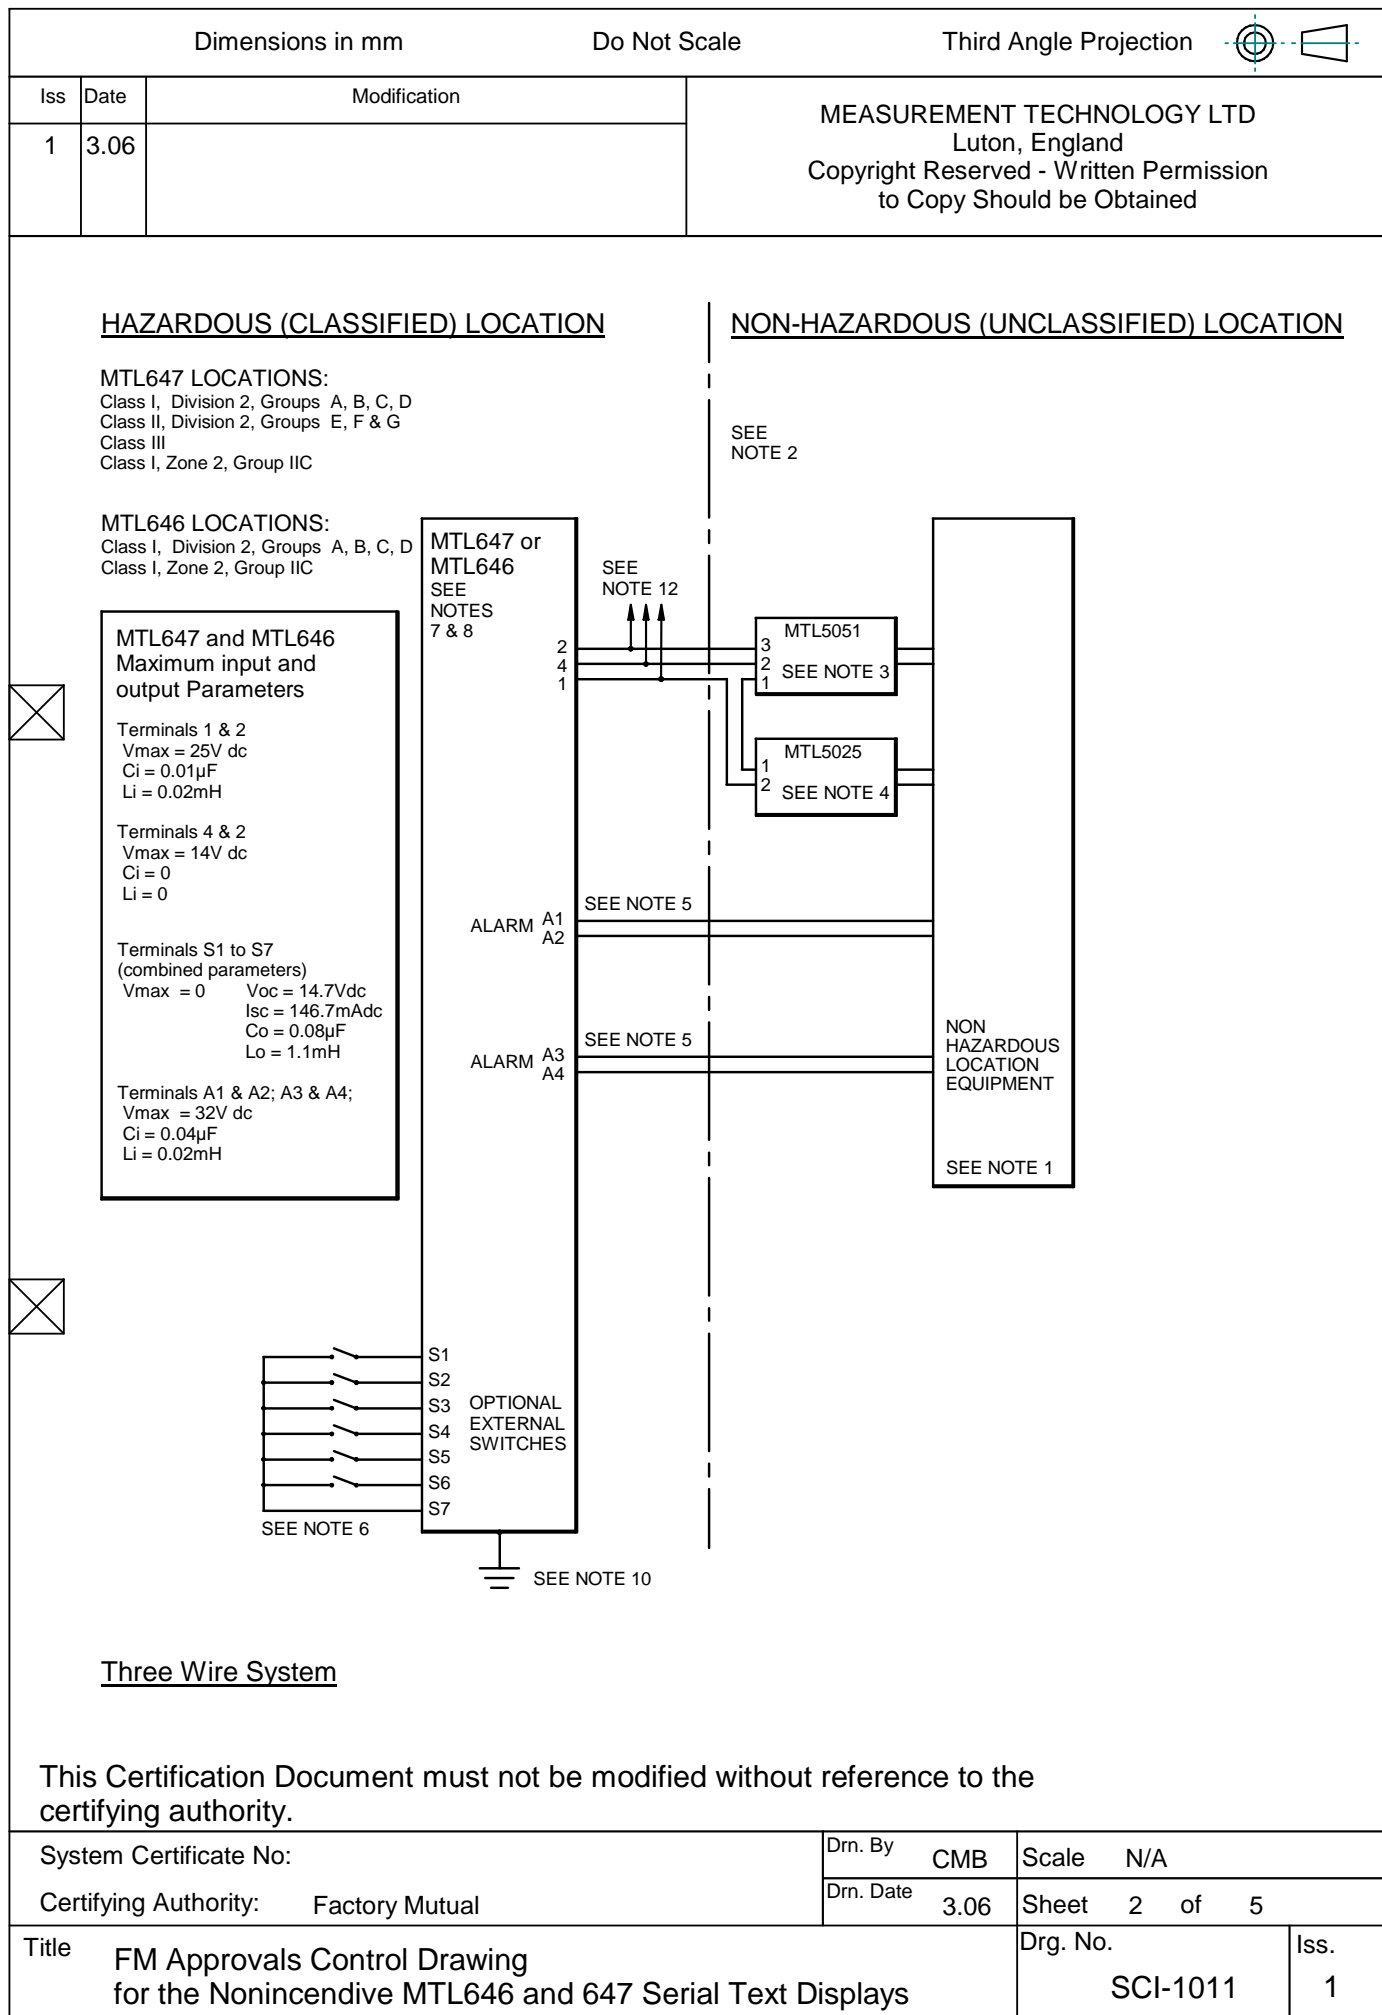 Dimensions in mm Do Not Scale Third Angle Projection
Iss Date Modification
1 3.06
MEASUREMENT TECHNOLOGY LTD
Luton, England
Copyright Reserved - Written Permission
to Copy Should be Obtained
HAZARDOUS (CLASSIFIED) LOCATION
NON-HAZARDOUS (UNCLASSIFIED) LOCATION
MTL647 LOCATIONS:
Class I, Division 2, Groups A, B, C, D
Class II, Division 2, Groups E, F & G
Class III
Class I, Zone 2, Group IIC
SEE
NOTE 2
MTL646 LOCATIONS:
Class I, Division 2, Groups A, B, C, D
Class I, Zone 2, Group IIC
MTL647 or
MTL646
SEE
NOTES
7 & 8
2
4
1
SEE
NOTE 12
MTL5051
3
2
1
SEE NOTE 3
MTL5025
1
2
SEE NOTE 4
MTL647 and MTL646
Maximum input and
output Parameters
Terminals 1 & 2
Vmax = 25V dc
Ci = 0.01µF
Li = 0.02mH
Terminals 4 & 2
Vmax = 14V dc
Ci = 0
Li = 0
Terminals S1 to S7
(combined parameters)
Vmax = 0 Voc = 14.7Vdc
Isc = 146.7mAdc
Co = 0.08µF
Lo = 1.1mH
Terminals A1 & A2; A3 & A4;
Vmax = 32V dc
Ci = 0.04µF
Li = 0.02mH
ALARM A1
A2
SEE NOTE 5
ALARM A3
A4
SEE NOTE 5
NON
HAZARDOUS
LOCATION
EQUIPMENT
SEE NOTE 1
S1
S2
S3
S4
S5
S6
S7
OPTIONAL
EXTERNAL
SWITCHES
SEE NOTE 6
SEE NOTE 10
Three Wire System
This Certification Document must not be modified without reference to the
certifying authority.
System Certificate No:
Drn. By CMB Scale N/A
Certifying Authority: Factory Mutual
Drn. Date 3.06 Sheet 2 of 5
Title FM Approvals Control Drawing
for the Nonincendive MTL646 and 647 Serial Text Displays
Drg. No.
SCI-1011
Iss.
1